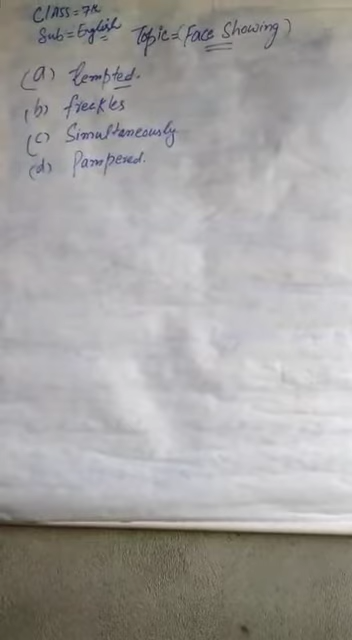 CLASS = 7th
Sub = English Topic = (Face Showing)
(a) tempted.
(b) freckles
(c) Simultaneously
(d) Pampered.